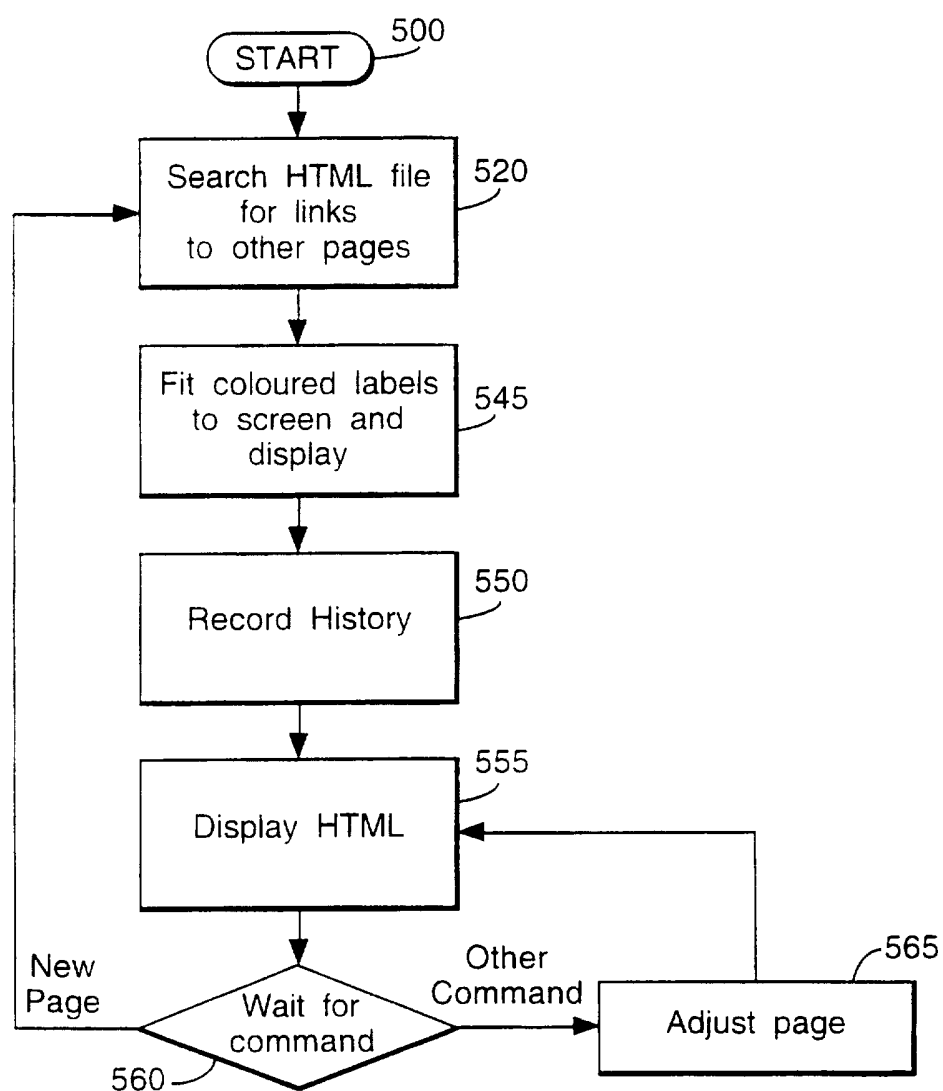 500
START
Search HTML file
for links
to other pages
520
Fit coloured labels
to screen and
display
545
Record History
550
Display HTML
555
New
Page
Wait for
command
560
Other
Command
Adjust page
565